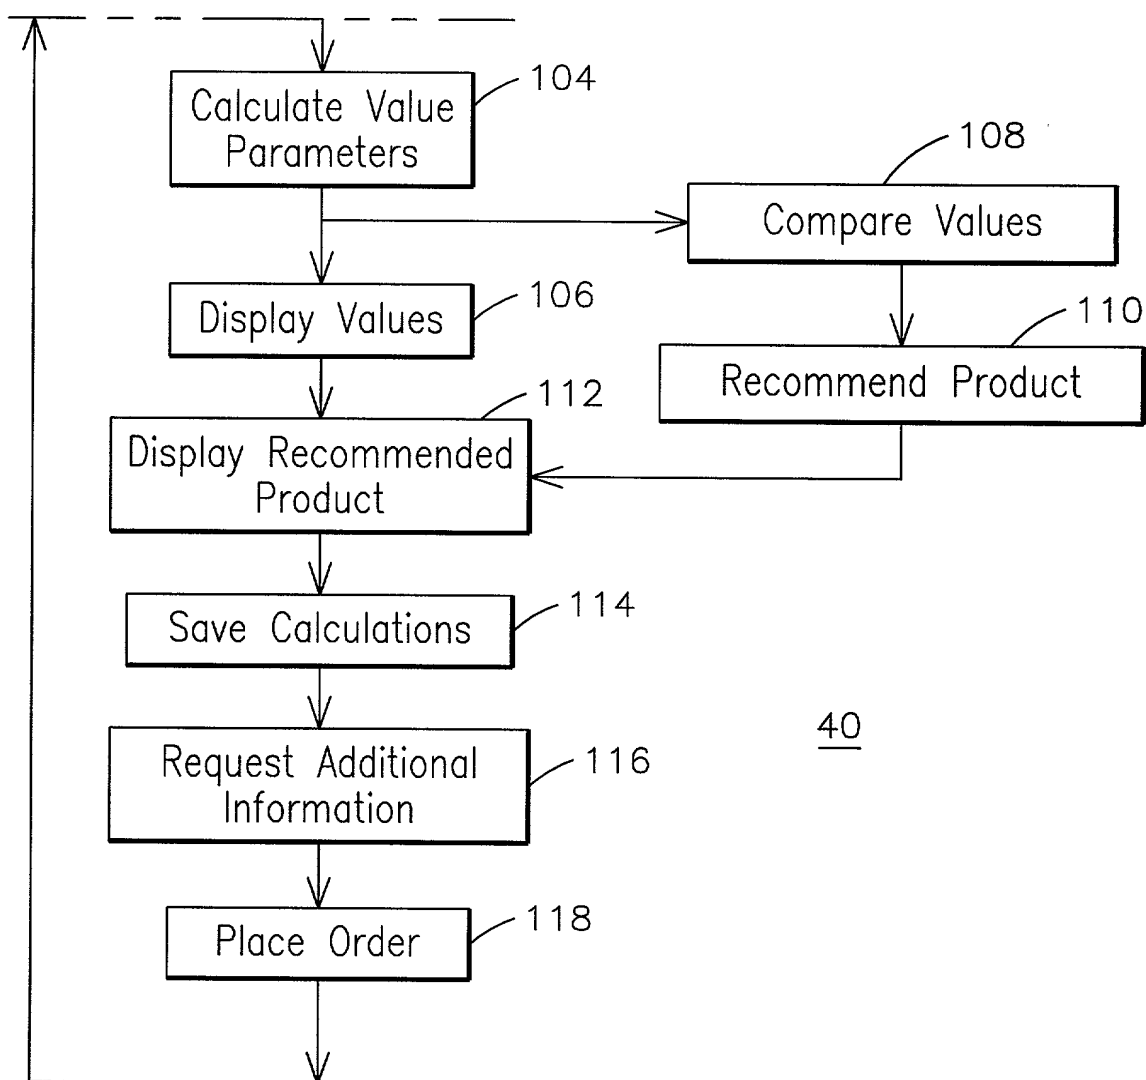 Calculate Value
Parameters
104
Compare Values
108
Display Values
106
Recommend Product
110
Display Recommended
Product
112
Save Calculations
114
Request Additional
Information
116
40
Place Order
118